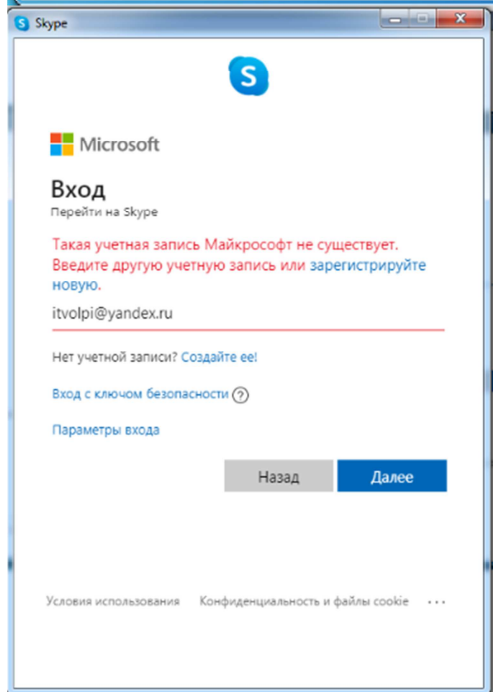 Skype
Microsoft
Вход
Перейти на Skype
Такая учетная запись Майкрософт не существует.
Введите другую учетную запись или зарегистрируйте
новую.
itvolpi@yandex.ru
Нет учетной записи? Создайте ее!
Вход с ключом безопасности
Параметры входа
Назад Далее
Условия использования Конфиденциальность и файлы cookie ...